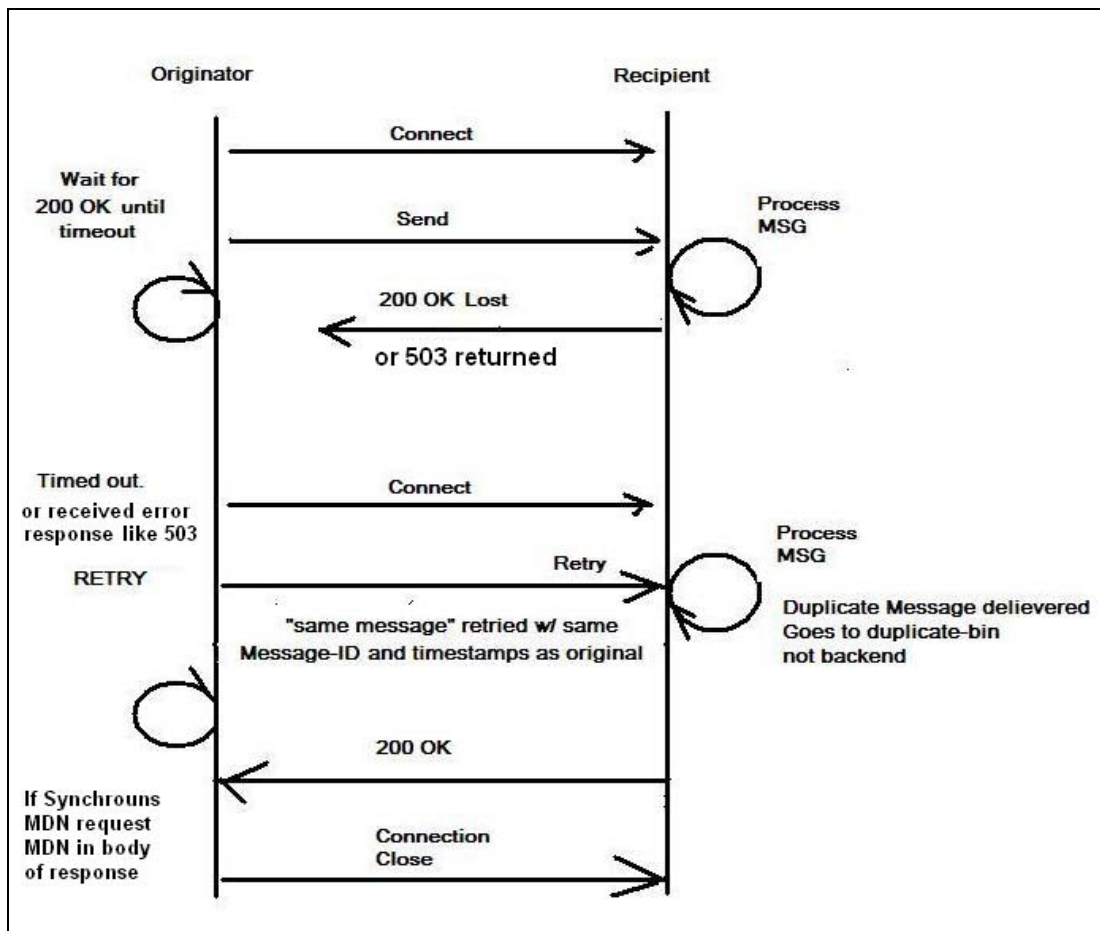 Originator
Recipient
Connect
Wait for
200 OK until
timeout
Send
Process
MSG
200 OK Lost
or 503 returned
Timed out.
or received error
response like 503
RETRY
Connect
Retry
Process
MSG
"same message" retried w/ same
Message-ID and timestamps as original
Duplicate Message delievered
Goes to duplicate-bin
not backend
200 OK
If Synchrouns
MDN request
MDN in body
of response
Connection
Close